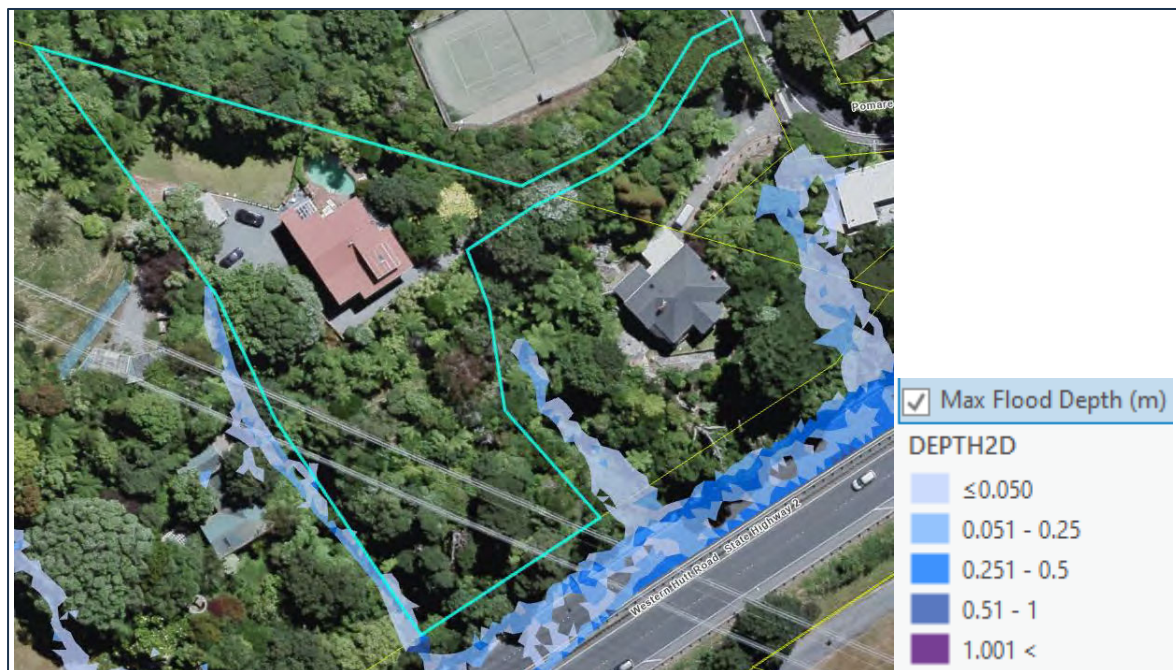 Pomare
Western Hutt Road - State Highway 2
Max Flood Depth (m)
DEPTH2D
≤0.050
0.051 - 0.25
0.251 - 0.5
0.51 - 1
1.001 <